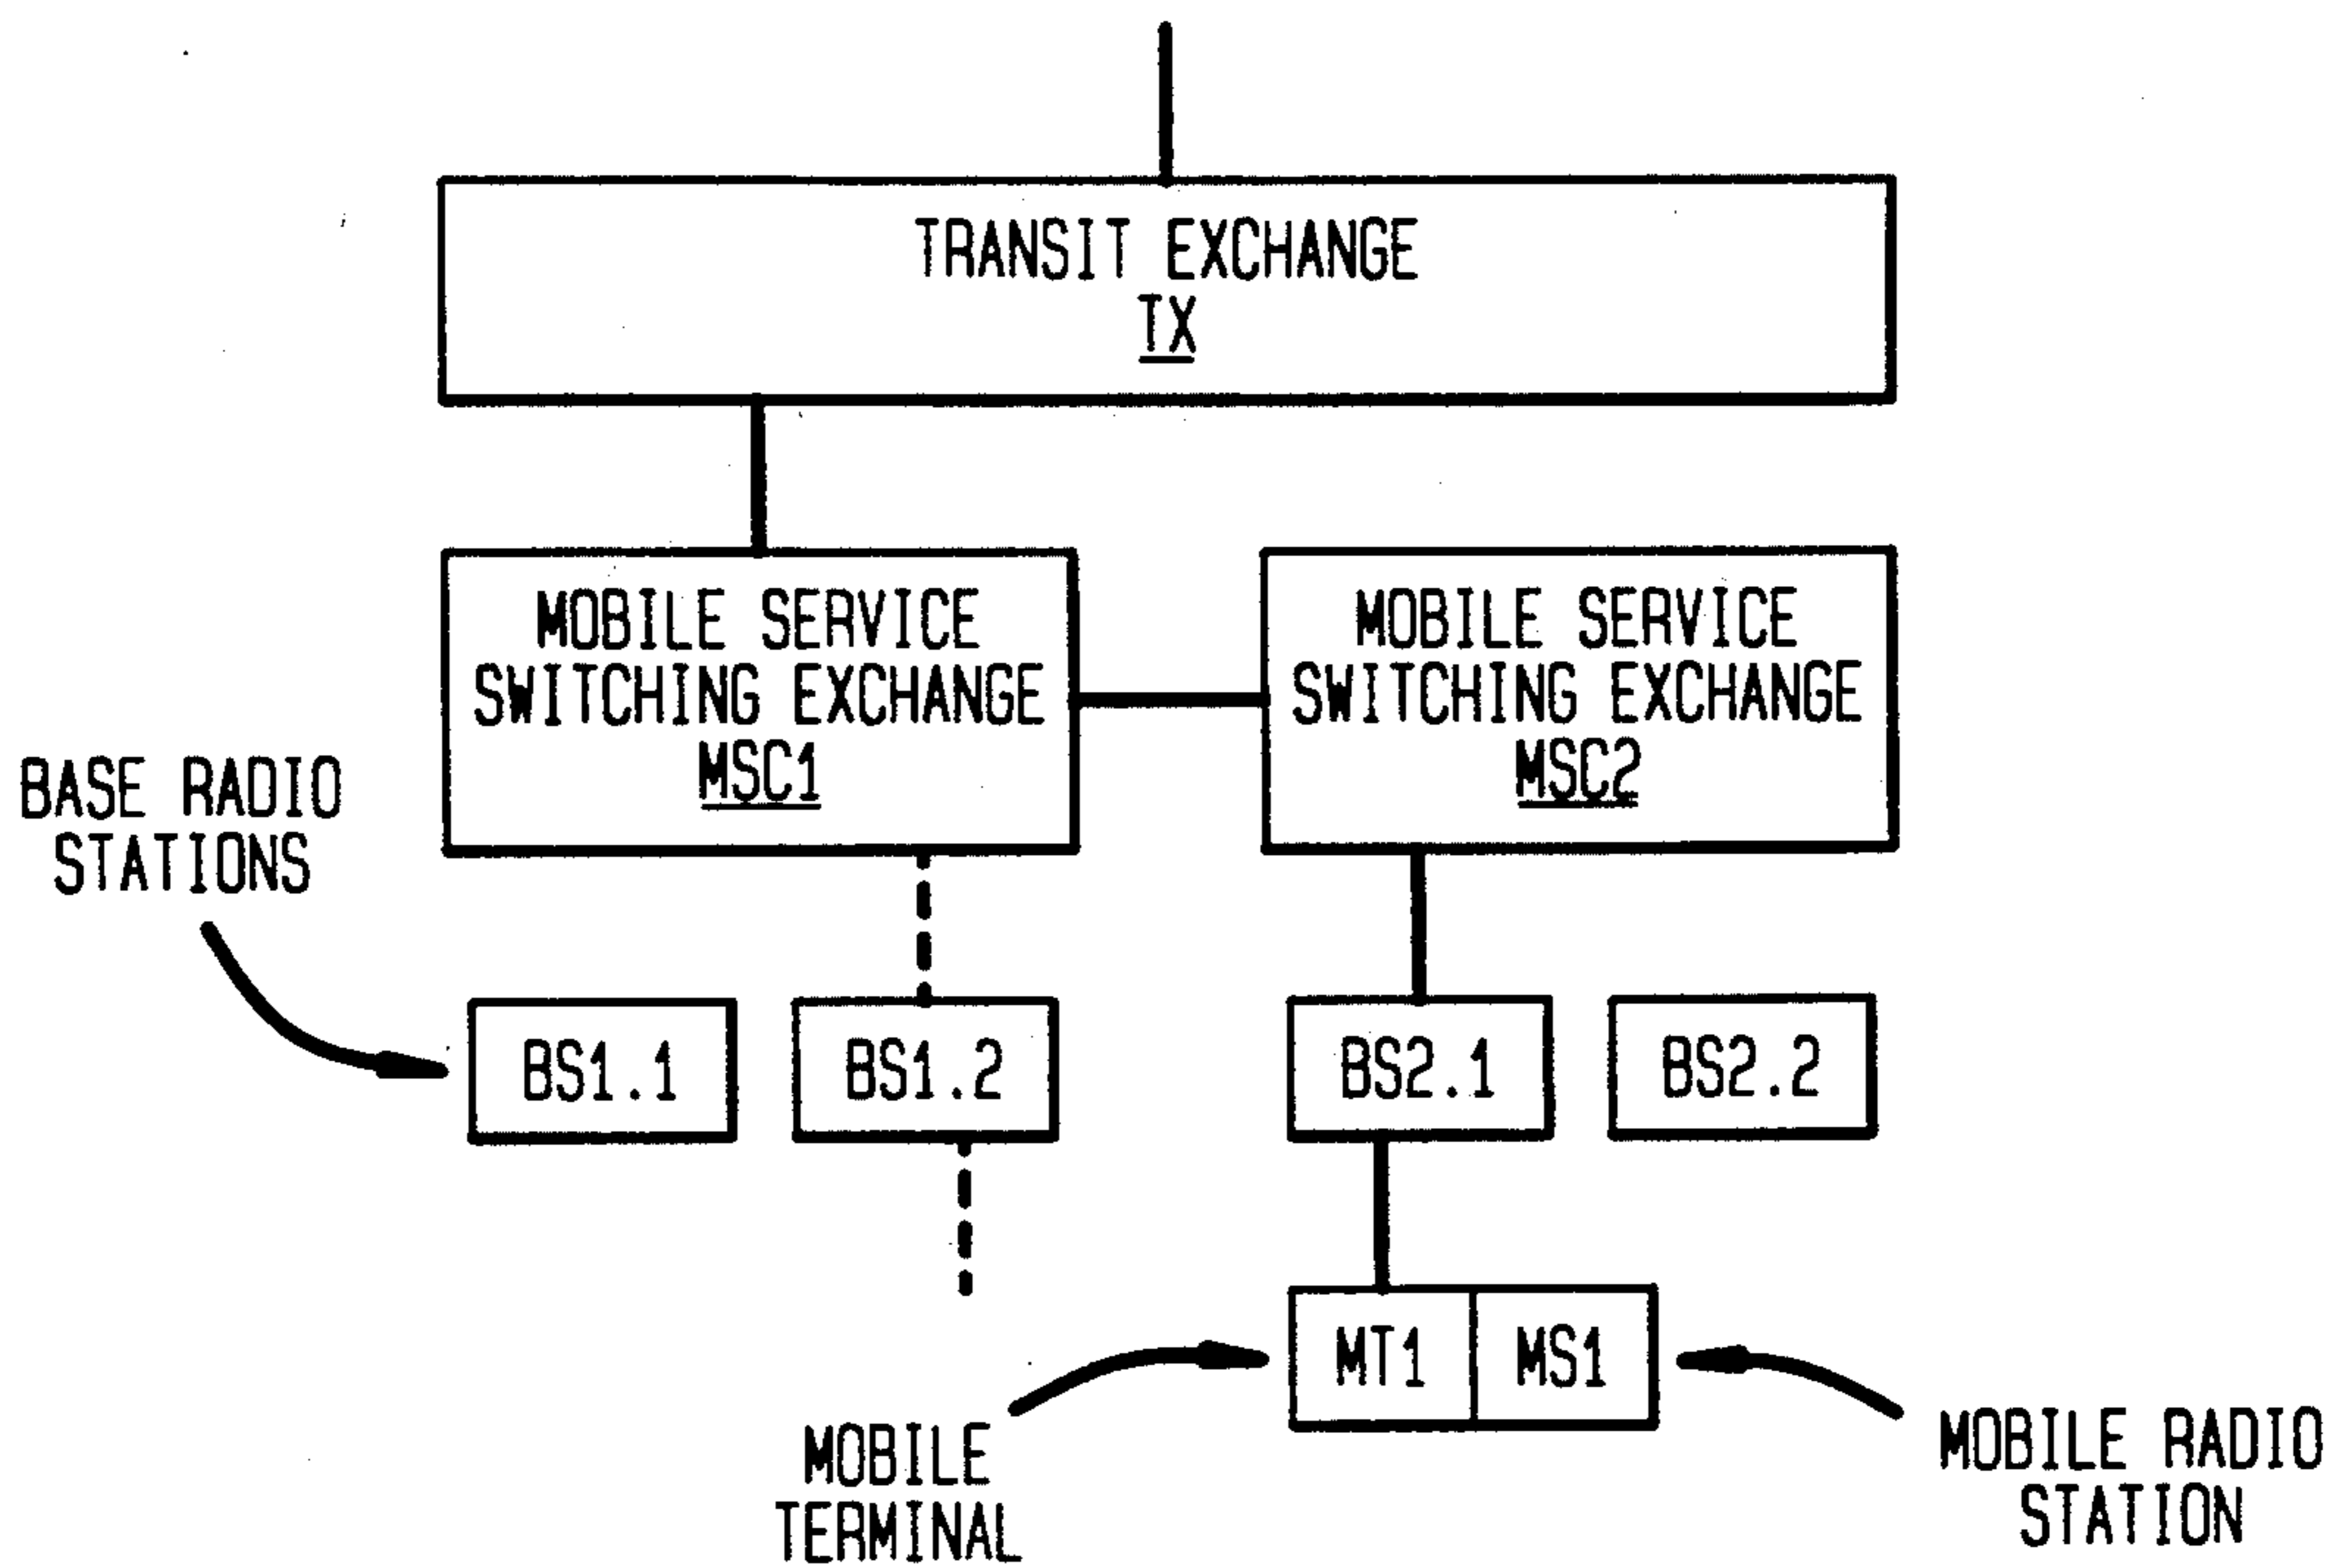 TRANSIT EXCHANGE
TX
MOBILE SERVICE
SWITCHING EXCHANGE
MSC1
MOBILE SERVICE
SWITCHING EXCHANGE
MSC2
BASE RADIO
STATIONS
BS1.1
BS1.2
BS2.1
BS2.2
MT1
MS1
MOBILE
TERMINAL
MOBILE RADIO
STATION